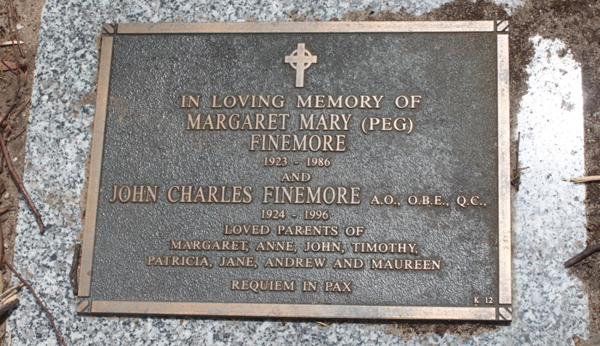 IN LOVING MEMORY OF
MARGARET MARY (PEG)
FINEMORE
1923 - 1986
AND
JOHN CHARLES FINEMORE A.O., O.B.E., Q.C.,
1924 - 1996
LOVED PARENTS OF
MARGARET, ANNE, JOHN, TIMOTHY,
PATRICIA, JANE, ANDREW AND MAUREEN
REQUIEM IN PAX
K 12